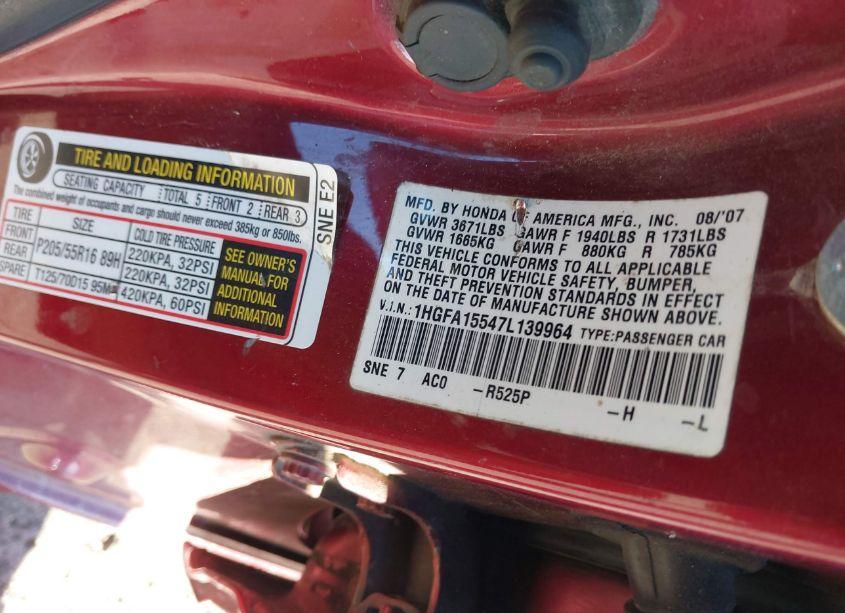 TIRE AND LOADING INFORMATION
SEATING CAPACITY TOTAL 5 FRONT 2 REAR 3
The combined weight of occupants and cargo should never exceed 385kg or 850lbs.
TIRE SIZE COLD TIRE PRESSURE
FRONT P205/55R16 89H 220KPA, 32PSI
REAR 220KPA, 32PSI
SPARE T125/70D15 95M 420KPA, 60PSI
SEE OWNER'S
MANUAL FOR
ADDITIONAL
INFORMATION
SNE E2
MFD. BY HONDA OF AMERICA MFG., INC. 08/'07
GVWR 3671LBS GAWR F 1940LBS R 1731LBS
GVWR 1665KG GAWR F 880KG R 785KG
THIS VEHICLE CONFORMS TO ALL APPLICABLE
FEDERAL MOTOR VEHICLE SAFETY, BUMPER,
AND THEFT PREVENTION STANDARDS IN EFFECT
ON THE DATE OF MANUFACTURE SHOWN ABOVE.
V.I.N.: 1HGFA15547L139964 TYPE:PASSENGER CAR
SNE 7 AC0 -R525P -H -L